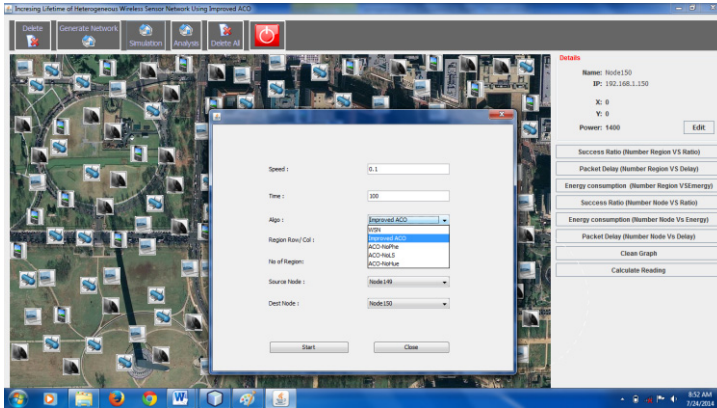 Incresing Lifetime of Heterogeneous Wireless Sensor Network Using Improved ACO
Delete
Generate Network
Simulation
Analysis
Delete All
Details
Name: Node150
IP: 192.168.1.150
X: 0
Y: 0
Power: 1400
Edit
Success Ratio (Number Region VS Ratio)
Packet Delay (Number Region VS Delay)
Energy consumption (Number Region VSEmergy)
Success Ratio (Number Node VS Ratio)
Energy consumption (Number Node Vs Energy)
Packet Delay (Number Node Vs Delay)
Clean Graph
Calculate Reading
Speed :
0.1
Time :
100
Algo :
Improved ACO
WSN
Improved ACO
ACO-NoPhe
ACO-NoLS
ACO-NoHue
Region Row/ Col :
No of Region:
Source Node :
Node149
Dest Node :
Node150
Start
Close
8:52 AM
7/24/2014